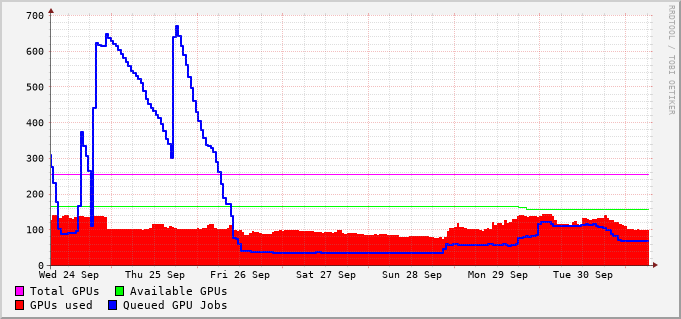 700
600
500
400
300
200
100
0
Wed 24 Sep Thu 25 Sep Fri 26 Sep Sat 27 Sep Sun 28 Sep Mon 29 Sep Tue 30 Sep
Total GPUs Available GPUs
GPUs used Queued GPU Jobs
RRDTOOL / TOBI OETIKER